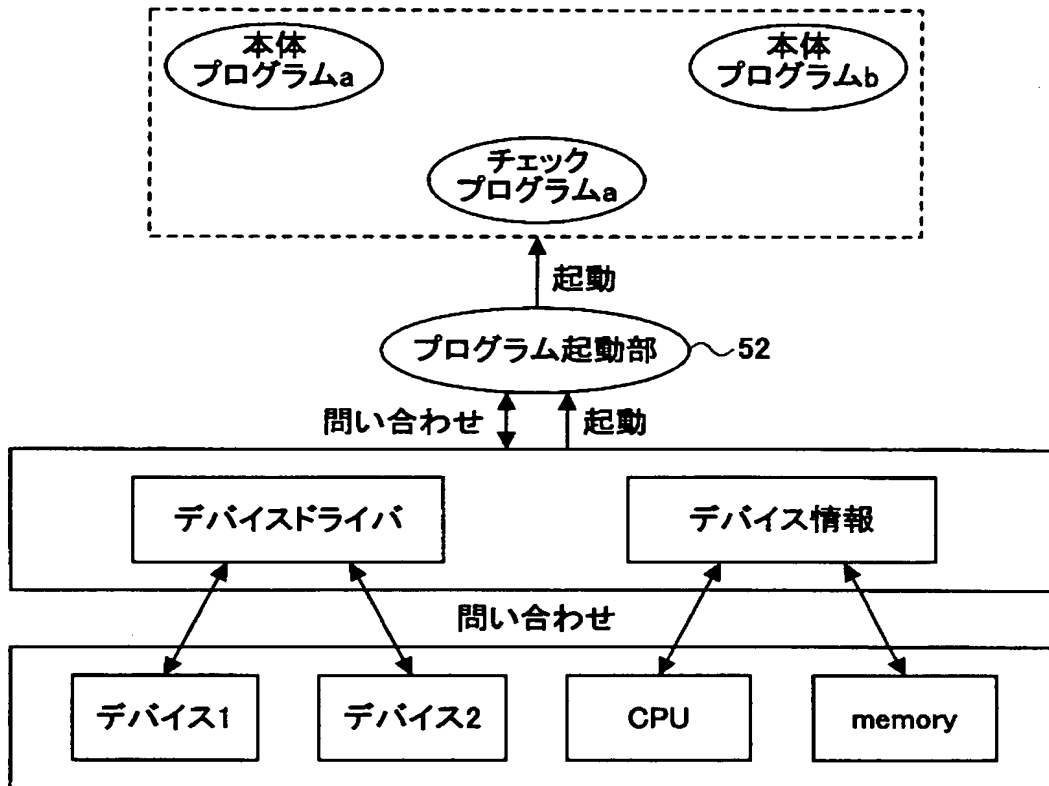 本体
プログラムa
本体
プログラムb
チェック
プログラムa
起動
プログラム起動部
52
問い合わせ
起動
デバイスドライバ
デバイス情報
問い合わせ
デバイス1
デバイス2
CPU
memory